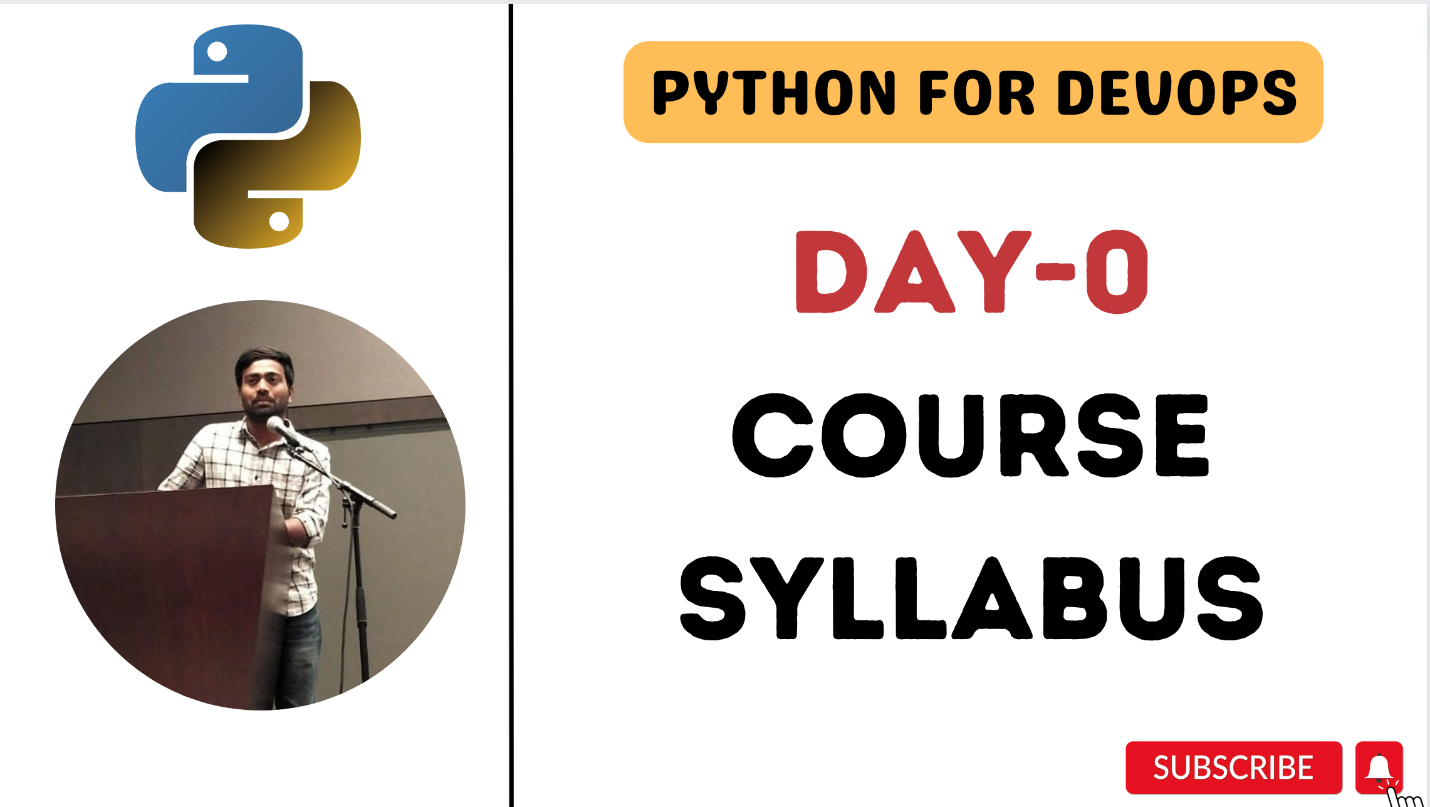 PYTHON FOR DEVOPS
DAY-0
COURSE
SYLLABUS
SUBSCRIBE